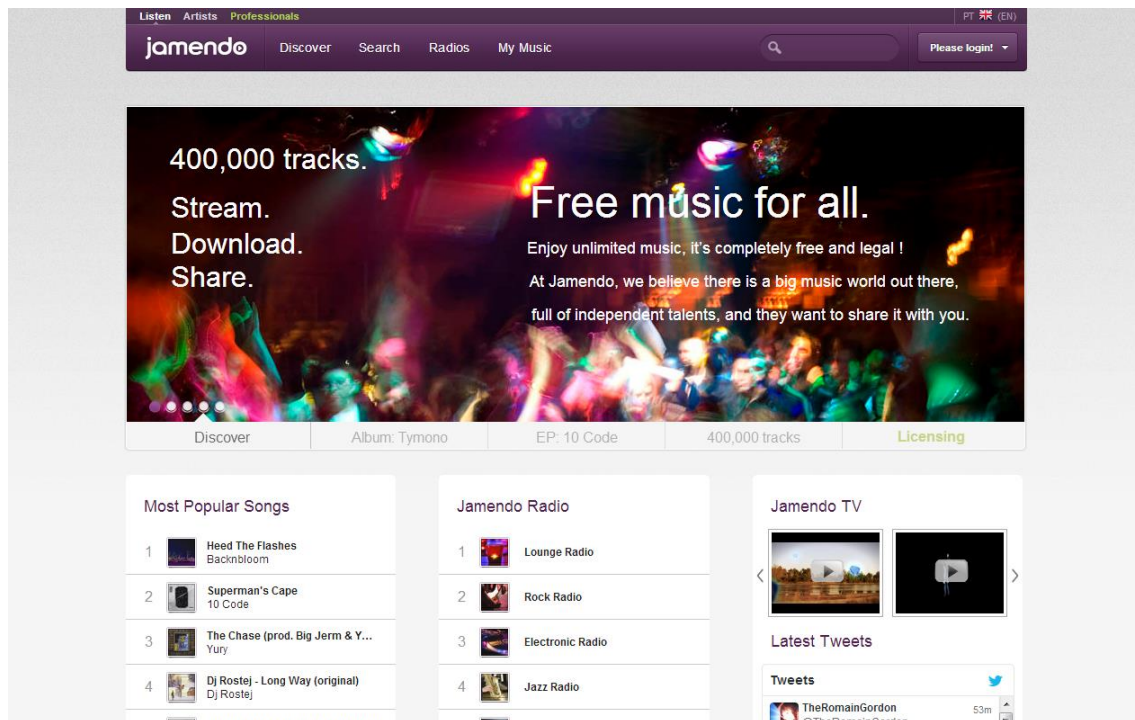 Listen Artists Professionals
PT (EN)
jamendo
Discover Search Radios My Music
Please login!
400,000 tracks.
Stream.
Download.
Share.
Free music for all.
Enjoy unlimited music, it's completely free and legal !
At Jamendo, we believe there is a big music world out there,
full of independent talents, and they want to share it with you.
Discover Album: Tymono EP: 10 Code 400,000 tracks Licensing
Most Popular Songs
1 Heed The Flashes
Backnbloom
2 Superman's Cape
10 Code
3 The Chase (prod. Big Jerm & Y...
Yury
4 Dj Rostej - Long Way (original)
Dj Rostej
Jamendo Radio
1 Lounge Radio
2 Rock Radio
3 Electronic Radio
4 Jazz Radio
Jamendo TV
Latest Tweets
Tweets
TheRomainGordon 53m
@TheRomainGordon